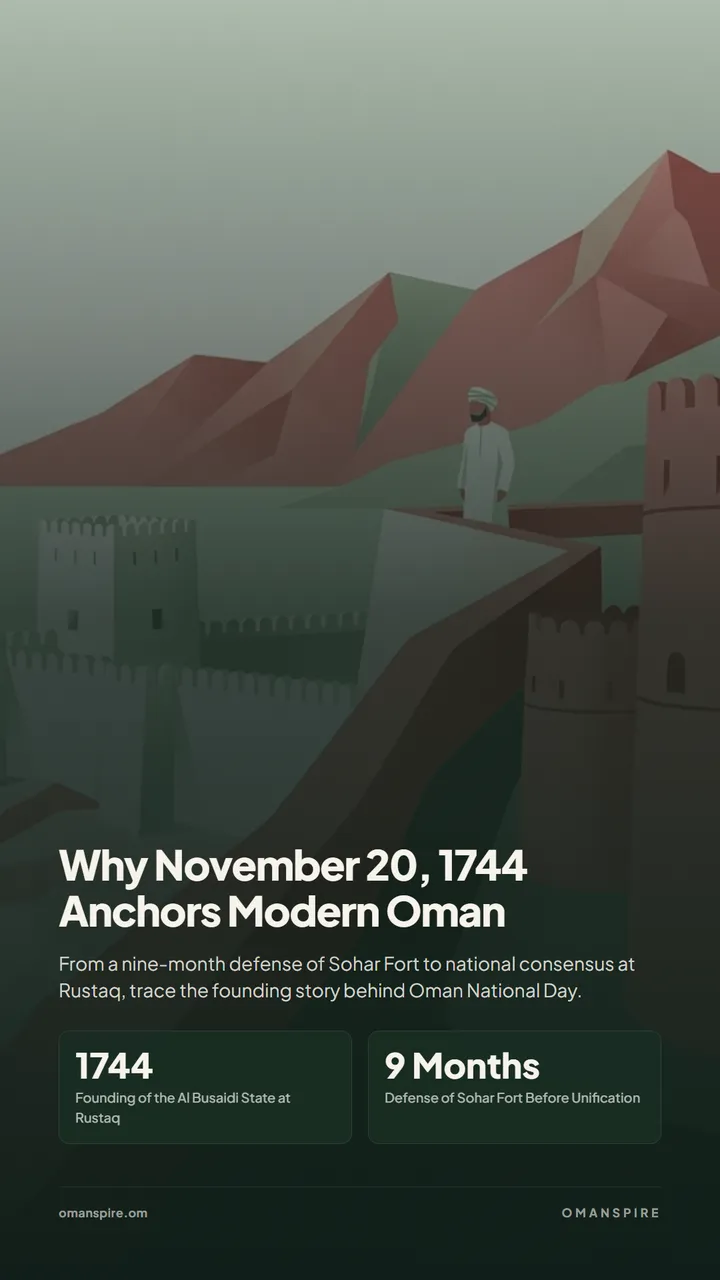 Why November 20, 1744
Anchors Modern Oman
From a nine-month defense of Sohar Fort to national consensus at
Rustaq, trace the founding story behind Oman National Day.
1744
Founding of the Al Busaidi State at
Rustaq
9 Months
Defense of Sohar Fort Before Unification
omanspire.om
OMANSPIRE